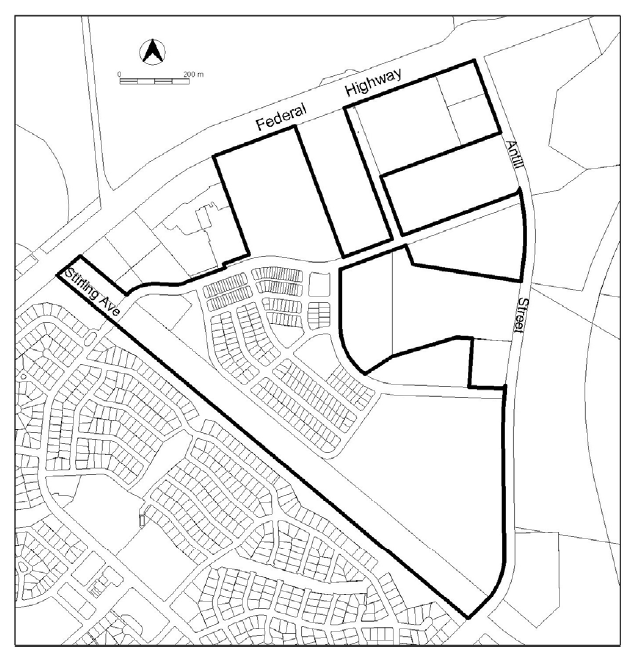 0 200 m
Federal Highway
Antill
Street
Stirling Ave